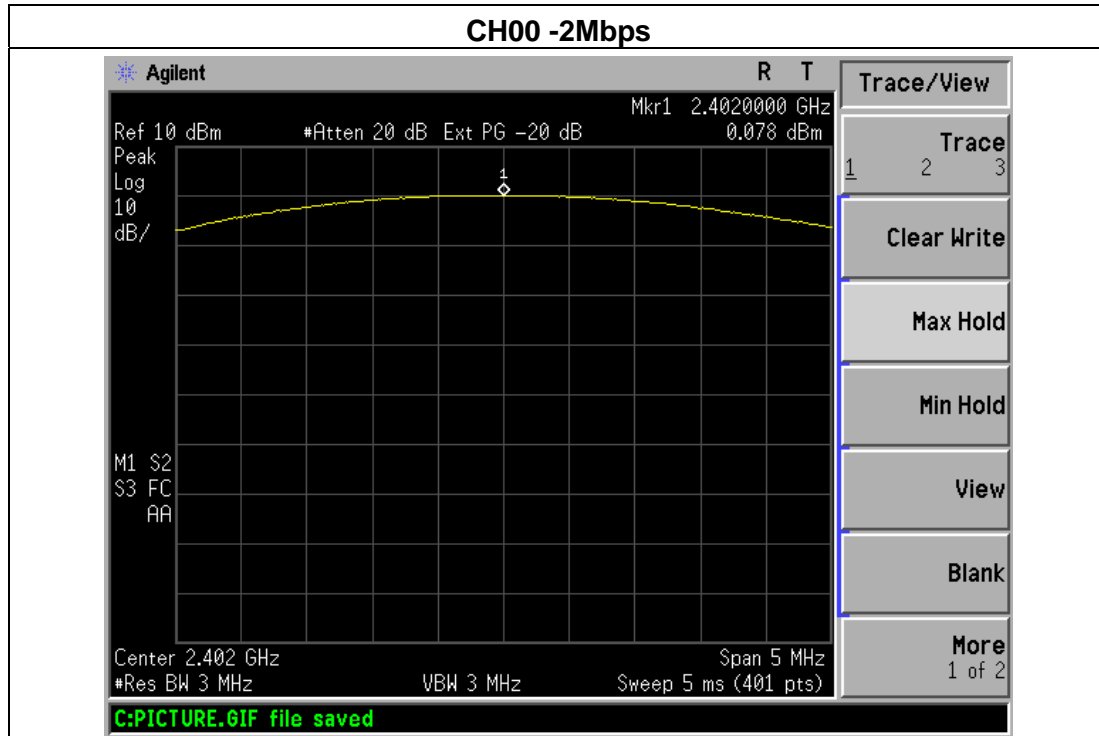 CH00 -2Mbps
Agilent R T
Mkr1 2.4020000 GHz
Ref 10 dBm #Atten 20 dB Ext PG -20 dB 0.078 dBm
Peak
Log
10
dB/
1
M1 S2
S3 FC
AA
Center 2.402 GHz Span 5 MHz
#Res BW 3 MHz VBW 3 MHz Sweep 5 ms (401 pts)
C:PICTURE.GIF file saved
Trace/View
Trace
1 2 3
Clear Write
Max Hold
Min Hold
View
Blank
More
1 of 2